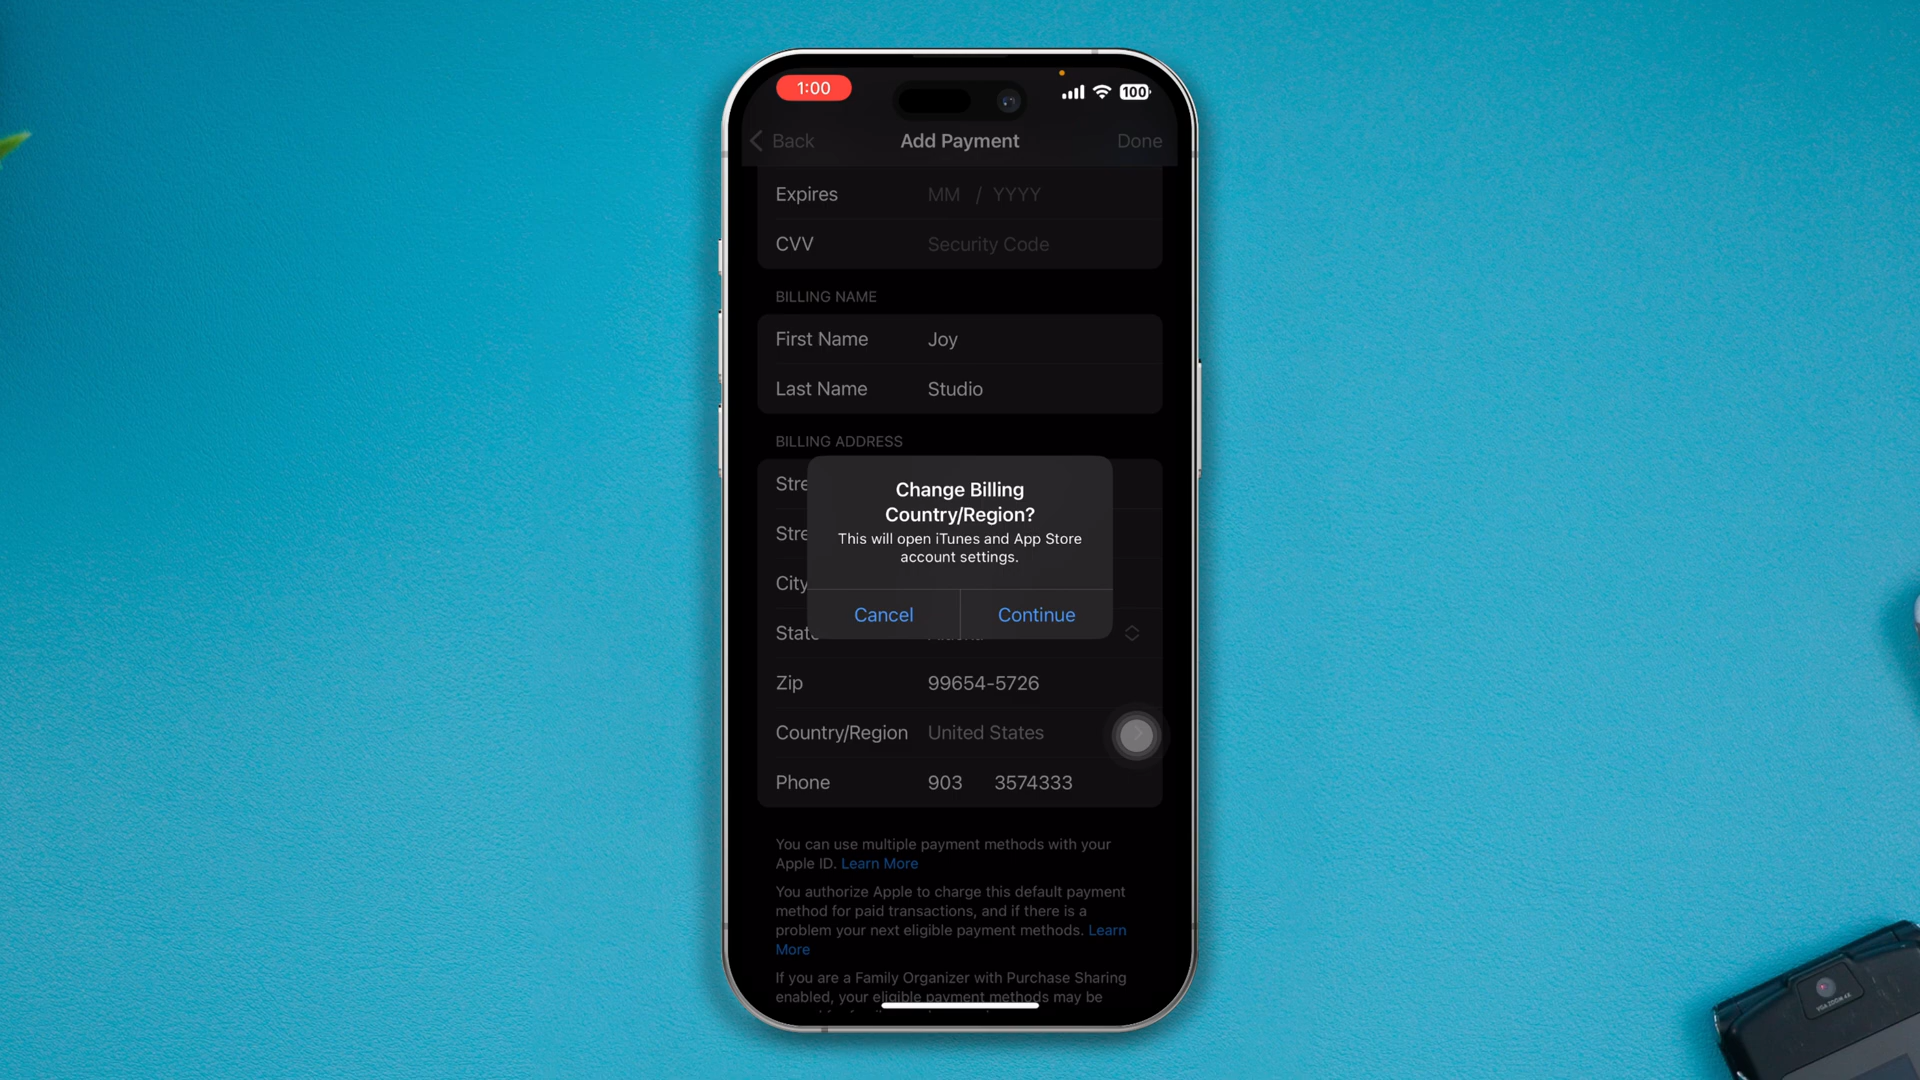 1:00
100
Back
Add Payment
Done
Expires MM / YYYY
CVV Security Code
BILLING NAME
First Name Joy
Last Name Studio
BILLING ADDRESS
Stre
Stre
City
State
Change Billing
Country/Region?
This will open iTunes and App Store
account settings.
Cancel Continue
Zip 99654-5726
Country/Region United States
Phone 903 3574333
You can use multiple payment methods with your
Apple ID. Learn More
You authorize Apple to charge this default payment
method for paid transactions, and if there is a
problem your next eligible payment methods. Learn
More
If you are a Family Organizer with Purchase Sharing
enabled, your eligible payment methods may be
VGA ZOOM 4X